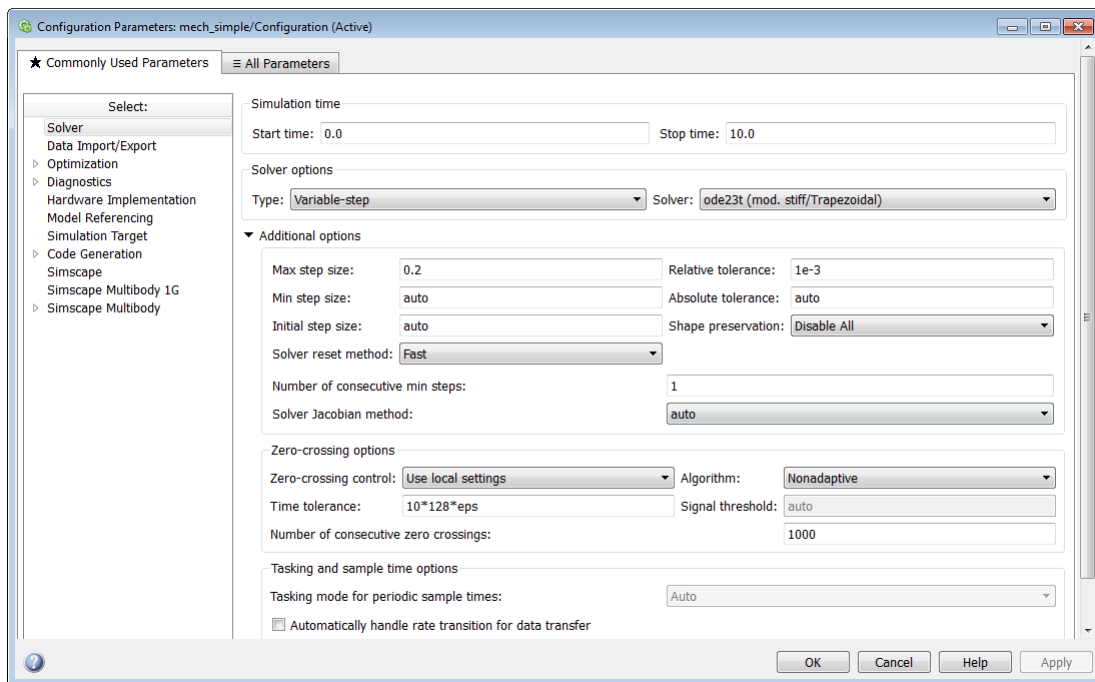 Configuration Parameters: mech_simple/Configuration (Active)
★ Commonly Used Parameters
≡ All Parameters
Select:
Solver
Data Import/Export
Optimization
Diagnostics
Hardware Implementation
Model Referencing
Simulation Target
Code Generation
Simscape
Simscape Multibody 1G
Simscape Multibody
Simulation time
Start time: 0.0 Stop time: 10.0
Solver options
Type: Variable-step Solver: ode23t (mod. stiff/Trapezoidal)
Additional options
Max step size: 0.2 Relative tolerance: 1e-3
Min step size: auto Absolute tolerance: auto
Initial step size: auto Shape preservation: Disable All
Solver reset method: Fast
Number of consecutive min steps: 1
Solver Jacobian method: auto
Zero-crossing options
Zero-crossing control: Use local settings Algorithm: Nonadaptive
Time tolerance: 10*128*eps Signal threshold: auto
Number of consecutive zero crossings: 1000
Tasking and sample time options
Tasking mode for periodic sample times: Auto
Automatically handle rate transition for data transfer
? OK Cancel Help Apply